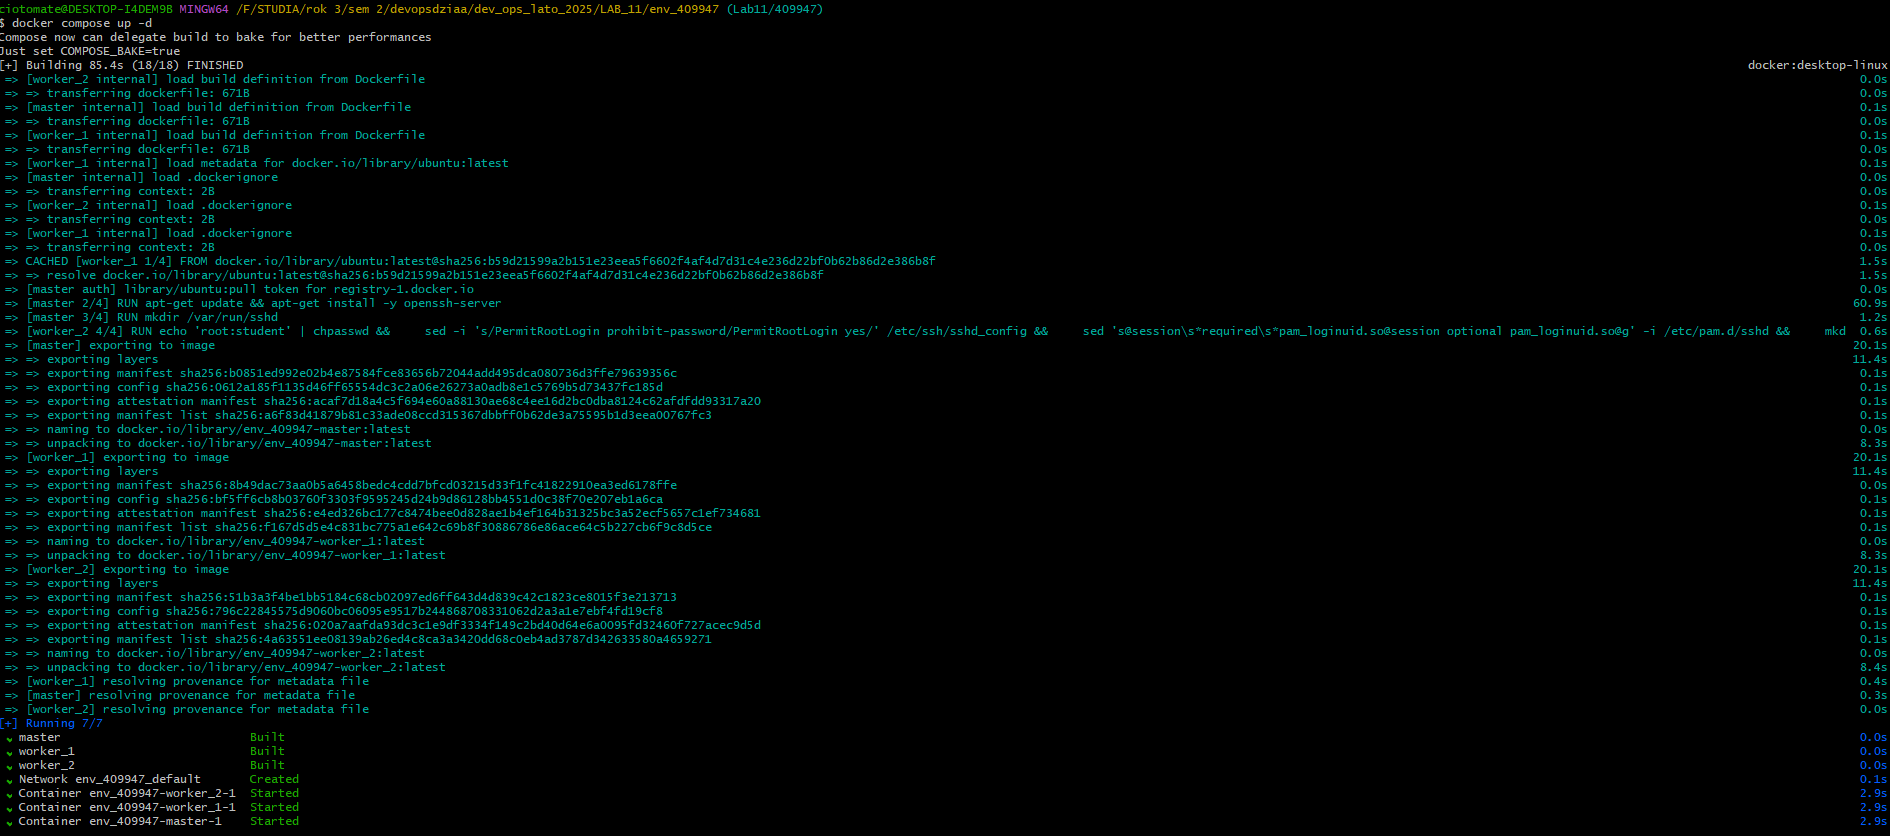 ciotomate@DESKTOP-I4DEM9B MINGW64 /F/STUDIA/rok 3/sem 2/devopsdziaa/dev_ops_lato_2025/LAB_11/env_409947 (Lab11/409947)
$ docker compose up -d
Compose now can delegate build to bake for better performances
Just set COMPOSE_BAKE=true
[+] Building 85.4s (18/18) FINISHED docker:desktop-linux
=> [worker_2 internal] load build definition from Dockerfile 0.0s
=> => transferring dockerfile: 671B 0.0s
=> [master internal] load build definition from Dockerfile 0.1s
=> => transferring dockerfile: 671B 0.0s
=> [worker_1 internal] load build definition from Dockerfile 0.1s
=> => transferring dockerfile: 671B 0.0s
=> [worker_1 internal] load metadata for docker.io/library/ubuntu:latest 0.1s
=> [master internal] load .dockerignore 0.0s
=> => transferring context: 2B 0.0s
=> [worker_2 internal] load .dockerignore 0.1s
=> => transferring context: 2B 0.0s
=> [worker_1 internal] load .dockerignore 0.1s
=> => transferring context: 2B 0.0s
=> CACHED [worker_1 1/4] FROM docker.io/library/ubuntu:latest@sha256:b59d21599a2b151e23eea5f6602f4af4d7d31c4e236d22bf0b62b86d2e386b8f 1.5s
=> => resolve docker.io/library/ubuntu:latest@sha256:b59d21599a2b151e23eea5f6602f4af4d7d31c4e236d22bf0b62b86d2e386b8f 1.5s
=> [master auth] library/ubuntu:pull token for registry-1.docker.io 0.0s
=> [master 2/4] RUN apt-get update && apt-get install -y openssh-server 60.9s
=> [master 3/4] RUN mkdir /var/run/sshd 1.2s
=> [worker_2 4/4] RUN echo 'root:student' | chpasswd && sed -i 's/PermitRootLogin prohibit-password/PermitRootLogin yes/' /etc/ssh/sshd_config && sed 's@session\s*required\s*pam_loginuid.so@session optional pam_loginuid.so@g' -i /etc/pam.d/sshd && mkd 0.6s
=> [master] exporting to image 20.1s
=> => exporting layers 11.4s
=> => exporting manifest sha256:b0851ed992e02b4e87584fce83656b72044add495dca080736d3ffe79639356c 0.1s
=> => exporting config sha256:0612a185f1135d46ff65554dc3c2a06e26273a0adb8e1c5769b5d73437fc185d 0.1s
=> => exporting attestation manifest sha256:acaf7d18a4c5f694e60a88130ae68c4ee16d2bc0dba8124c62afdfdd93317a20 0.1s
=> => exporting manifest list sha256:a6f83d41879b81c33ade08ccd315367dbbff0b62de3a75595b1d3eea00767fc3 0.1s
=> => naming to docker.io/library/env_409947-master:latest 0.0s
=> => unpacking to docker.io/library/env_409947-master:latest 8.3s
=> [worker_1] exporting to image 20.1s
=> => exporting layers 11.4s
=> => exporting manifest sha256:8b49dac73aa0b5a6458bedc4cdd7bfcd03215d33f1fc41822910ea3ed6178ffe 0.0s
=> => exporting config sha256:bf5ff6cb8b03760f3303f9595245d24b9d86128bb4551d0c38f70e207eb1a6ca 0.1s
=> => exporting attestation manifest sha256:e4ed326bc177c8474bee0d828ae1b4ef164b31325bc3a52ecf5657c1ef734681 0.1s
=> => exporting manifest list sha256:f167d5d5e4c831bc775a1e642c69b8f30886786e86ace64c5b227cb6f9c8d5ce 0.1s
=> => naming to docker.io/library/env_409947-worker_1:latest 0.0s
=> => unpacking to docker.io/library/env_409947-worker_1:latest 8.3s
=> [worker_2] exporting to image 20.1s
=> => exporting layers 11.4s
=> => exporting manifest sha256:51b3a3f4be1bb5184c68cb02097ed6ff643d4d839c42c1823ce8015f3e213713 0.1s
=> => exporting config sha256:796c22845575d9060bc06095e9517b244868708331062d2a3a1e7ebf4fd19cf8 0.1s
=> => exporting attestation manifest sha256:020a7aafda93dc3c1e9df3334f149c2bd40d64e6a0095fd32460f727acec9d5d 0.1s
=> => exporting manifest list sha256:4a63551ee08139ab26ed4c8ca3a3420dd68c0eb4ad3787d342633580a4659271 0.1s
=> => naming to docker.io/library/env_409947-worker_2:latest 0.0s
=> => unpacking to docker.io/library/env_409947-worker_2:latest 8.4s
=> [worker_1] resolving provenance for metadata file 0.4s
=> [master] resolving provenance for metadata file 0.3s
=> [worker_2] resolving provenance for metadata file 0.0s
[+] Running 7/7
✔ master Built 0.0s
✔ worker_1 Built 0.0s
✔ worker_2 Built 0.0s
✔ Network env_409947_default Created 0.1s
✔ Container env_409947-worker_2-1 Started 2.9s
✔ Container env_409947-worker_1-1 Started 2.9s
✔ Container env_409947-master-1 Started 2.9s